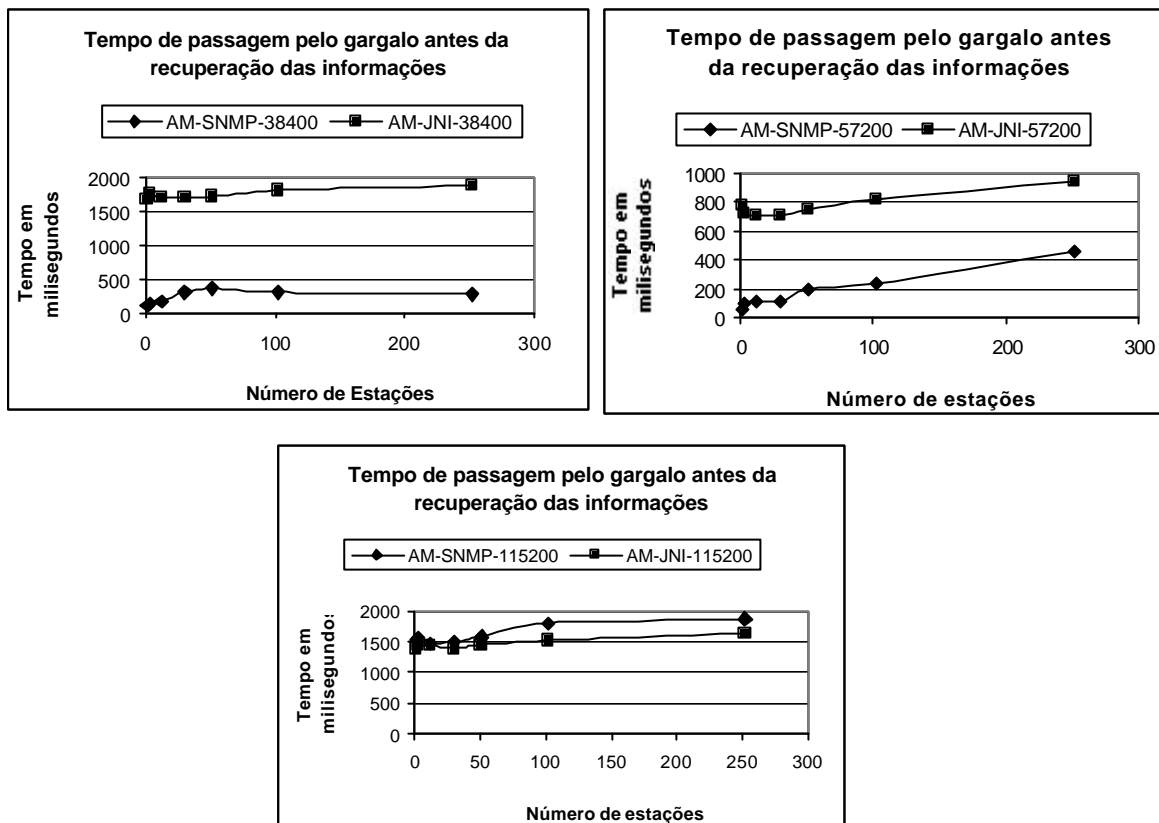 Tempo de passagem pelo gargalo antes da
recuperação das informações
AM-SNMP-38400 AM-JNI-38400
2000
1500
1000
500
0
0 100 200 300
Tempo em
milisegundos
Número de Estações
Tempo de passagem pelo gargalo antes
da recuperação das informações
AM-SNMP-57200 AM-JNI-57200
1000
800
600
400
200
0
0 100 200 300
Tempo em
milisegundos
Número de estações
Tempo de passagem pelo gargalo antes da
recuperação das informações
AM-SNMP-115200 AM-JNI-115200
2000
1500
1000
500
0
0 50 100 150 200 250 300
Tempo em
milisegundos
Número de estações